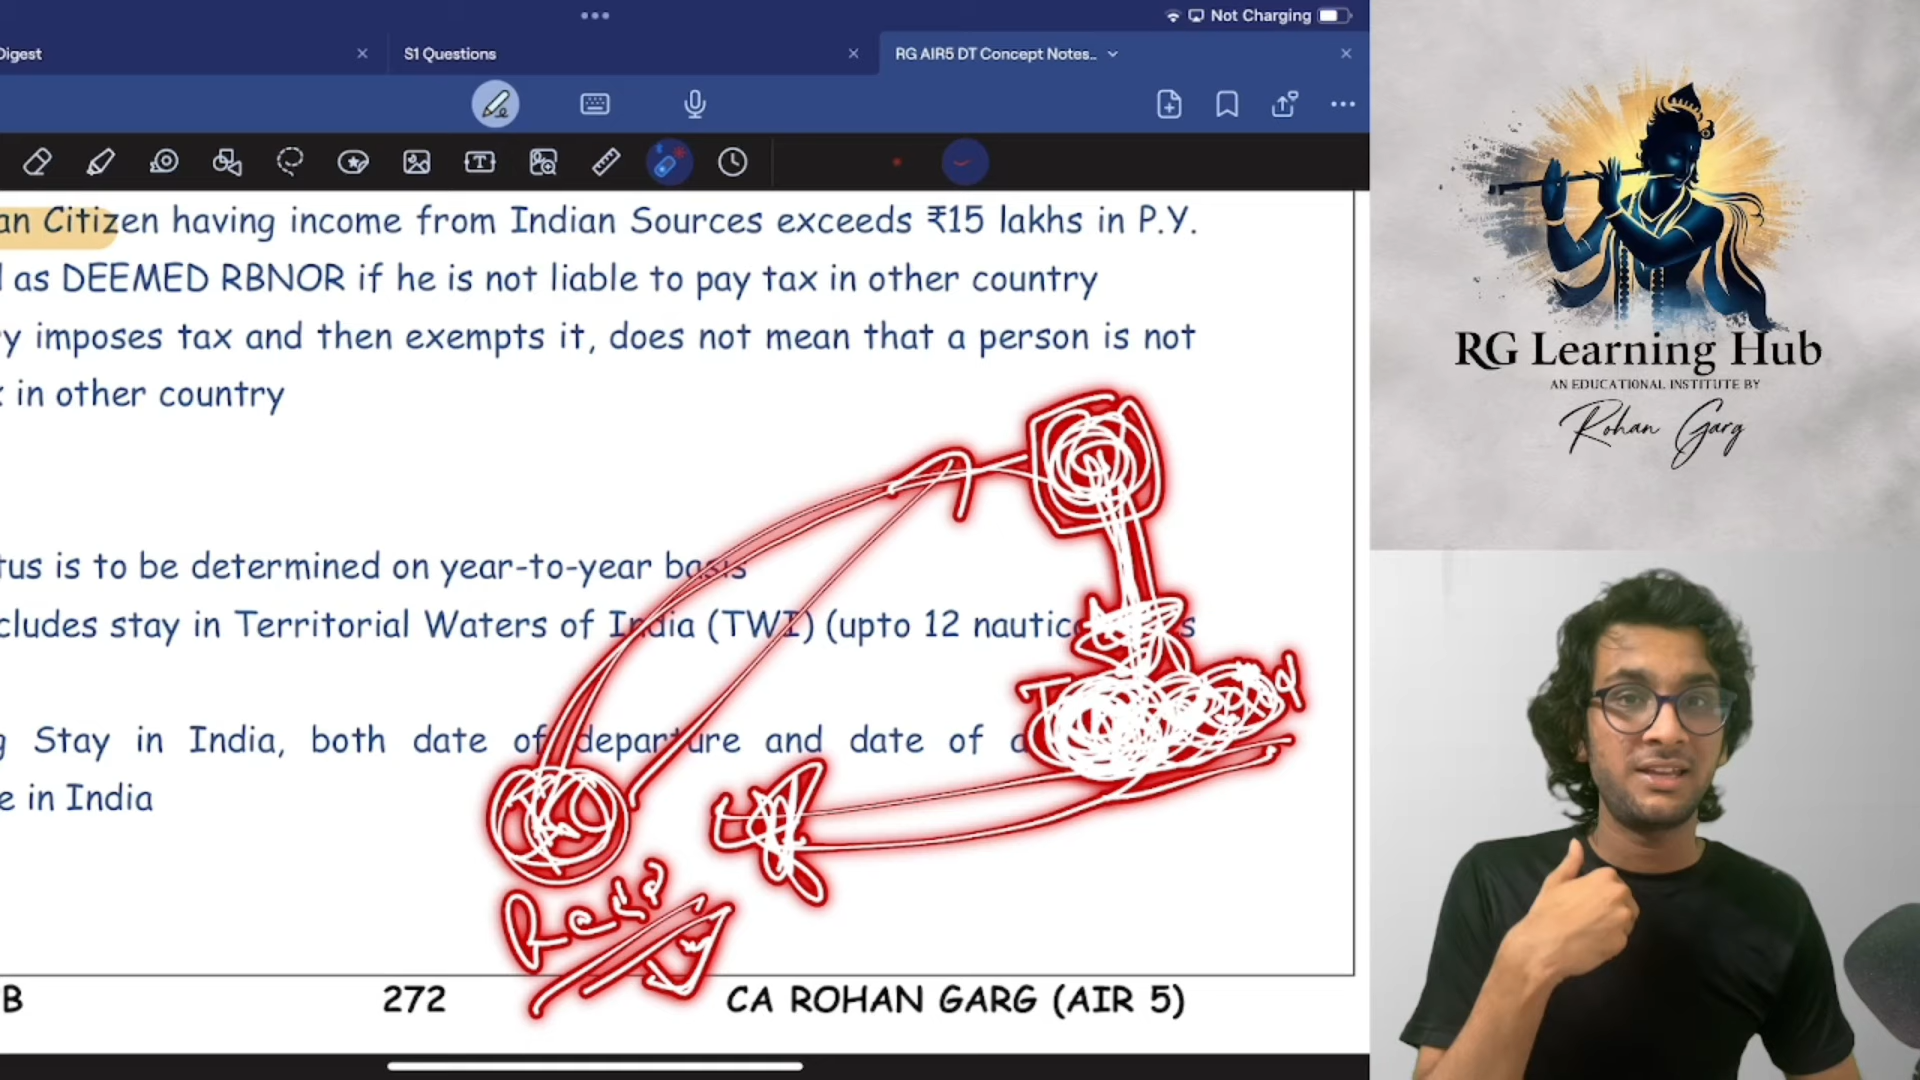 Not Charging
Digest
S1 Questions
RG AIR5 DT Concept Notes..
an Citizen having income from Indian Sources exceeds ₹15 lakhs in P.Y.
as DEEMED RBNOR if he is not liable to pay tax in other country
y imposes tax and then exempts it, does not mean that a person is not
in other country
tus is to be determined on year-to-year basis
cludes stay in Territorial Waters of India (TWI) (upto 12 nautic
g Stay in India, both date of departure and date of a
e in India
B
272
CA ROHAN GARG (AIR 5)
RG Learning Hub
AN EDUCATIONAL INSTITUTE BY
Rohan Garg